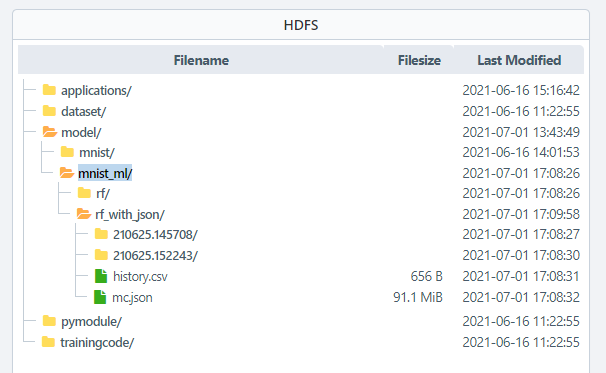 HDFS
Filename Filesize Last Modified
applications/ 2021-06-16 15:16:42
dataset/ 2021-06-16 11:22:55
model/ 2021-07-01 13:43:49
mnist/ 2021-06-16 14:01:53
mnist_ml/ 2021-07-01 17:08:26
rf/ 2021-07-01 17:08:26
rf_with_json/ 2021-07-01 17:09:58
210625.145708/ 2021-07-01 17:08:27
210625.152243/ 2021-07-01 17:08:30
history.csv 656 B 2021-07-01 17:08:31
mc.json 91.1 MiB 2021-07-01 17:08:32
pymodule/ 2021-06-16 11:22:55
trainingcode/ 2021-06-16 11:22:55